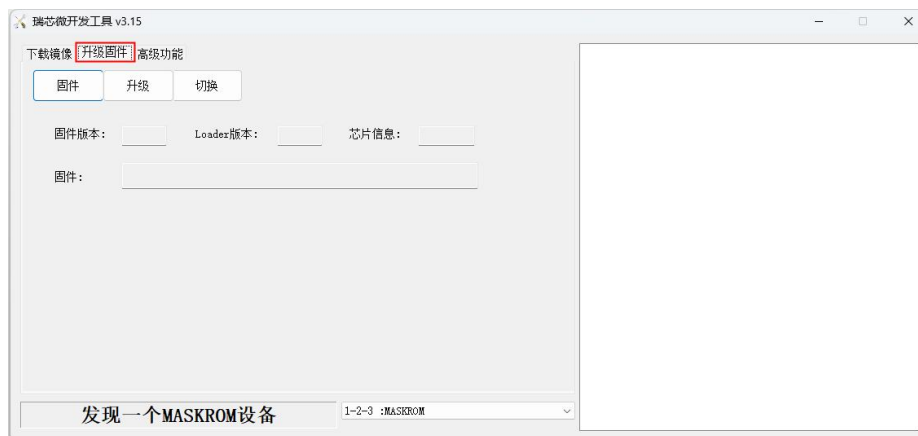 瑞芯微开发工具 v3.15
下载镜像 升级固件 高级功能
固件 升级 切换
固件版本： Loader版本： 芯片信息：
固件：
发现一个MASKROM设备 1-2-3 :MASKROM